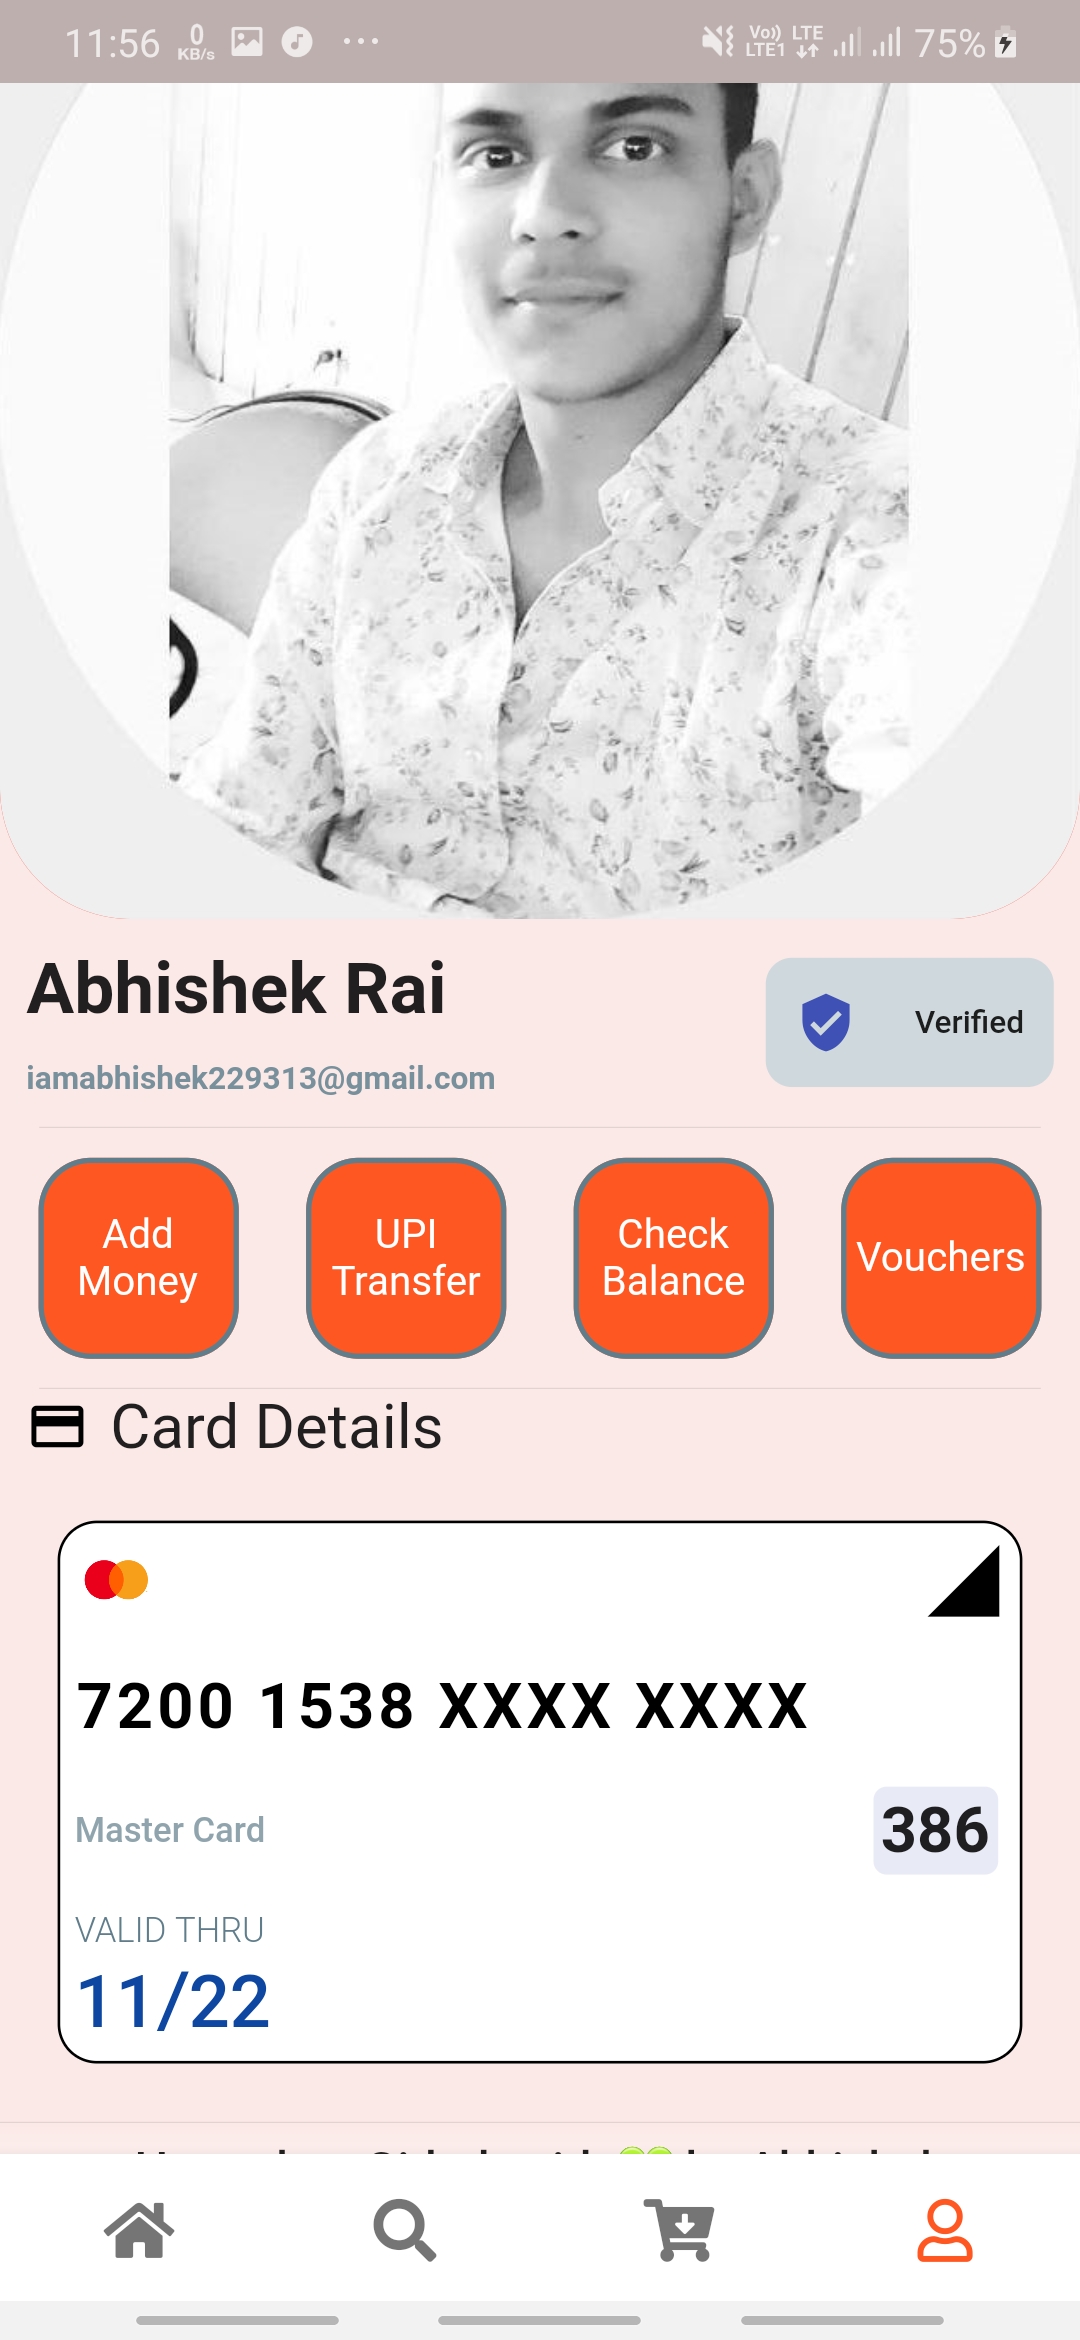 11:56 0 KB/s ... Vo)) LTE1 LTE 75%
Abhishek Rai
Verified
iamabhishek229313@gmail.com
Add Money
UPI Transfer
Check Balance
Vouchers
Card Details
7200 1538 XXXX XXXX
Master Card
386
VALID THRU
11/22